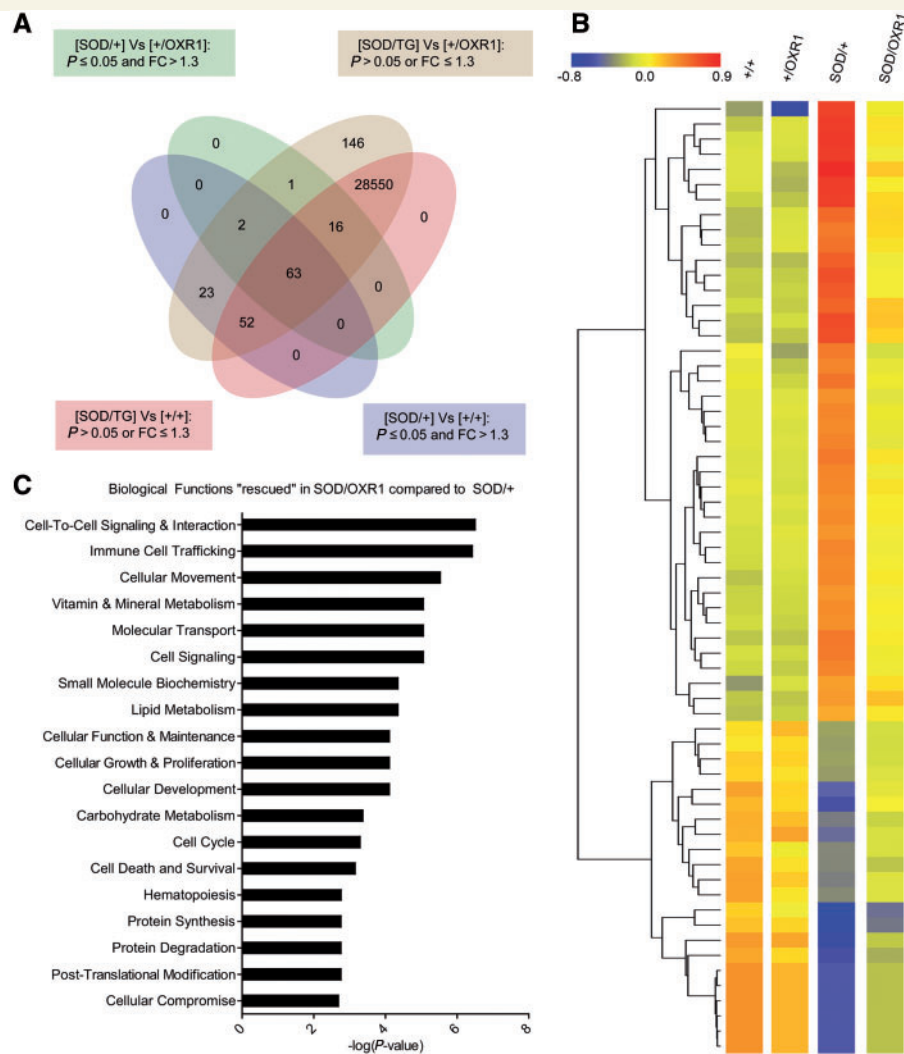 A
[SOD/+] Vs [+/OXR1]:
P ≤ 0.05 and FC > 1.3
[SOD/TG] Vs [+/OXR1]:
P > 0.05 or FC ≤ 1.3
0
146
0
1
28550
0
2
16
0
63
23
0
52
0
0
[SOD/TG] Vs [+/+]:
P > 0.05 or FC ≤ 1.3
[SOD/+] Vs [+/+]:
P ≤ 0.05 and FC > 1.3
B
-0.8
0.0
0.9
+/+
+/OXR1
SOD/+
SOD/OXR1
C
Biological Functions "rescued" in SOD/OXR1 compared to SOD/+
Cell-To-Cell Signaling & Interaction
Immune Cell Trafficking
Cellular Movement
Vitamin & Mineral Metabolism
Molecular Transport
Cell Signaling
Small Molecule Biochemistry
Lipid Metabolism
Cellular Function & Maintenance
Cellular Growth & Proliferation
Cellular Development
Carbohydrate Metabolism
Cell Cycle
Cell Death and Survival
Hematopoiesis
Protein Synthesis
Protein Degradation
Post-Translational Modification
Cellular Compromise
0
2
4
6
8
-log(P-value)